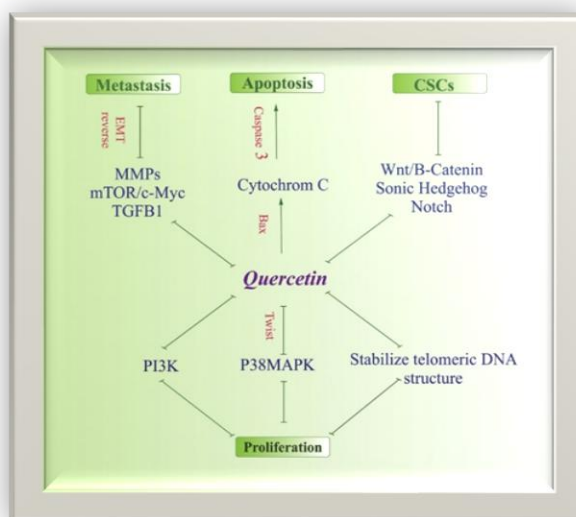 Metastasis
Apoptosis
CSCs
EMT
reverse
Caspase 3
MMPs
mTOR/c-Myc
TGFB1
Cytochrom C
Wnt/B-Catenin
Sonic Hedgehog
Notch
Bax
Quercetin
Twist
PI3K
P38MAPK
Stabilize telomeric DNA
structure
Proliferation